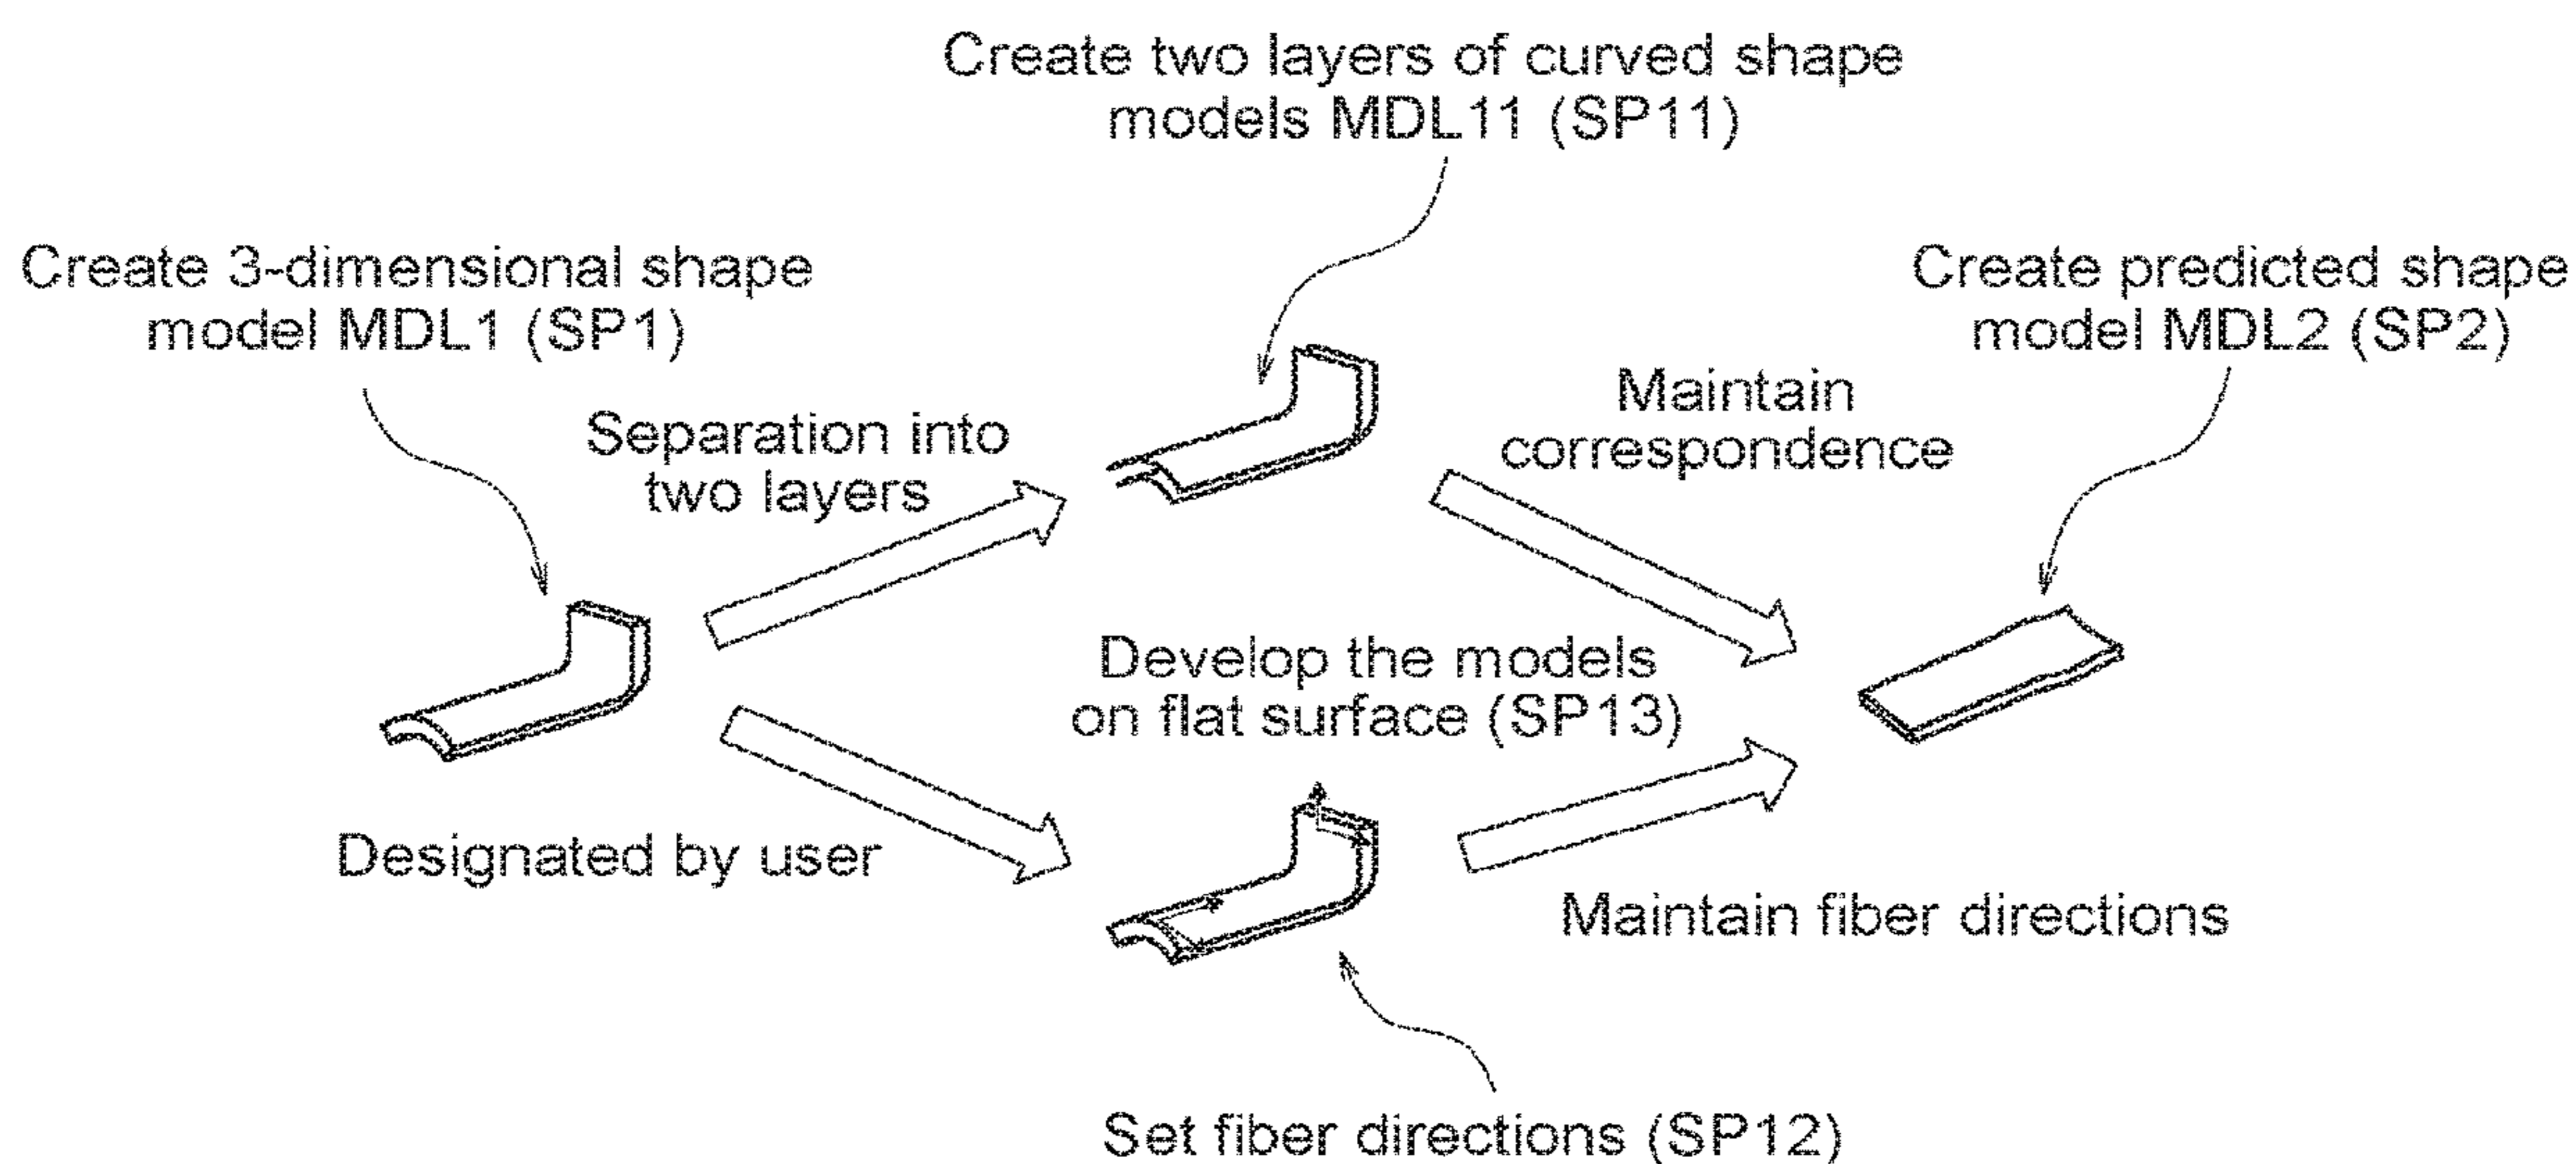 Create two layers of curved shape
models MDL11 (SP11)
Create 3-dimensional shape
model MDL1 (SP1)
Create predicted shape
model MDL2 (SP2)
Separation into
two layers
Maintain
correspondence
Develop the models
on flat surface (SP13)
Designated by user
Maintain fiber directions
Set fiber directions (SP12)